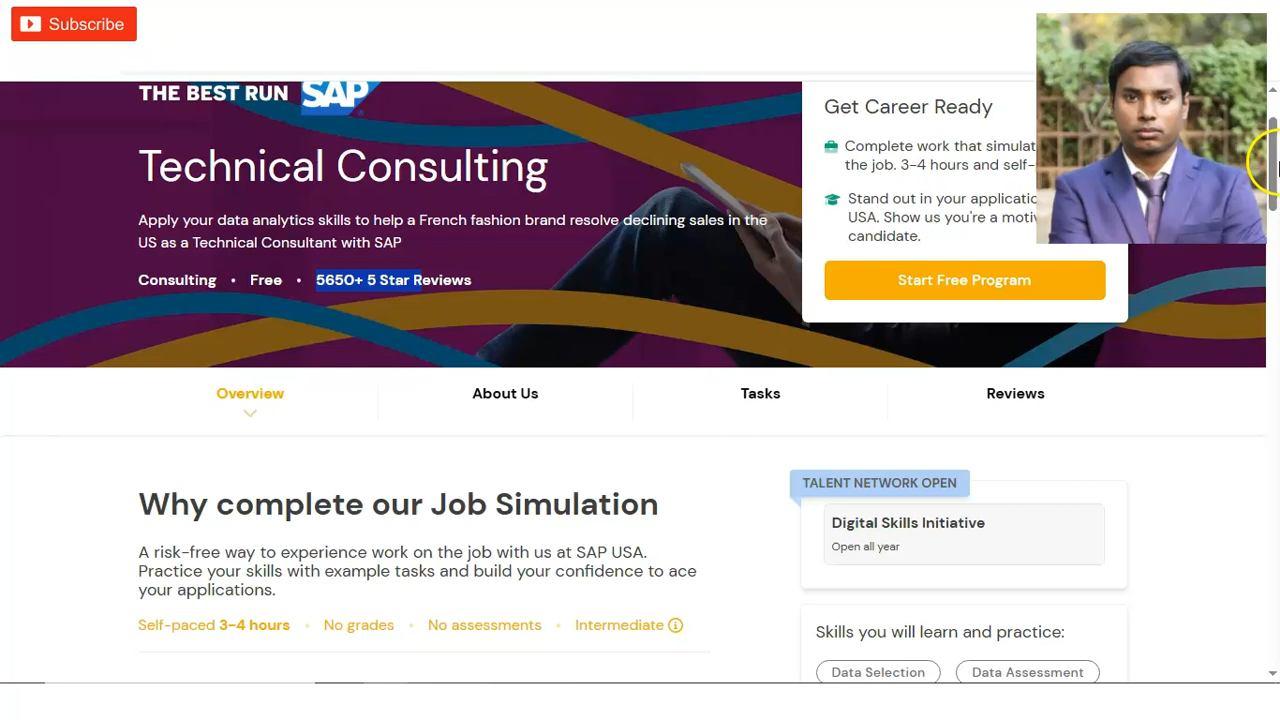 Subscribe
THE BEST RUN SAP
Technical Consulting
Apply your data analytics skills to help a French fashion brand resolve declining sales in the
US as a Technical Consultant with SAP
Consulting • Free • 5650+ 5 Star Reviews
Get Career Ready
Complete work that simulat
the job. 3-4 hours and self-
Stand out in your applicatio
USA. Show us you're a moti
candidate.
Start Free Program
Overview
About Us
Tasks
Reviews
Why complete our Job Simulation
A risk-free way to experience work on the job with us at SAP USA.
Practice your skills with example tasks and build your confidence to ace
your applications.
Self-paced 3-4 hours • No grades • No assessments • Intermediate
TALENT NETWORK OPEN
Digital Skills Initiative
Open all year
Skills you will learn and practice:
Data Selection
Data Assessment